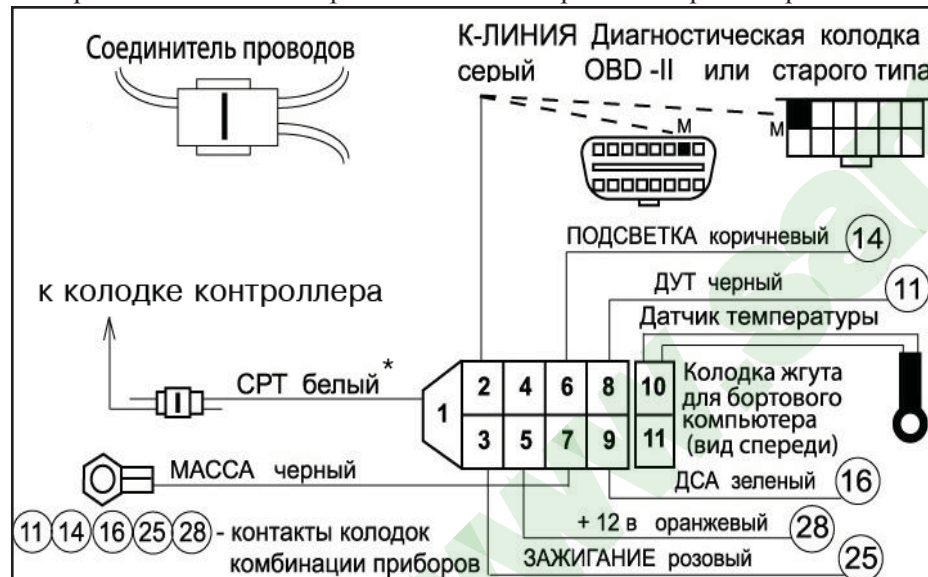 Соединитель проводов
К-ЛИНИЯ Диагностическая колодка
серый OBD -II или старого типа
М
М
ПОДСВЕТКА коричневый 14
ДУТ черный 11
к колодке контроллера
Датчик температуры
СРТ белый*
1 2 4 6 8 10
3 5 7 9 11
Колодка жгута
для бортового
компьютера
(вид спереди)
МАССА черный
ДСА зеленый 16
11 14 16 25 28 - контакты колодок
комбинации приборов
+ 12 в оранжевый 28
ЗАЖИГАНИЕ розовый 25